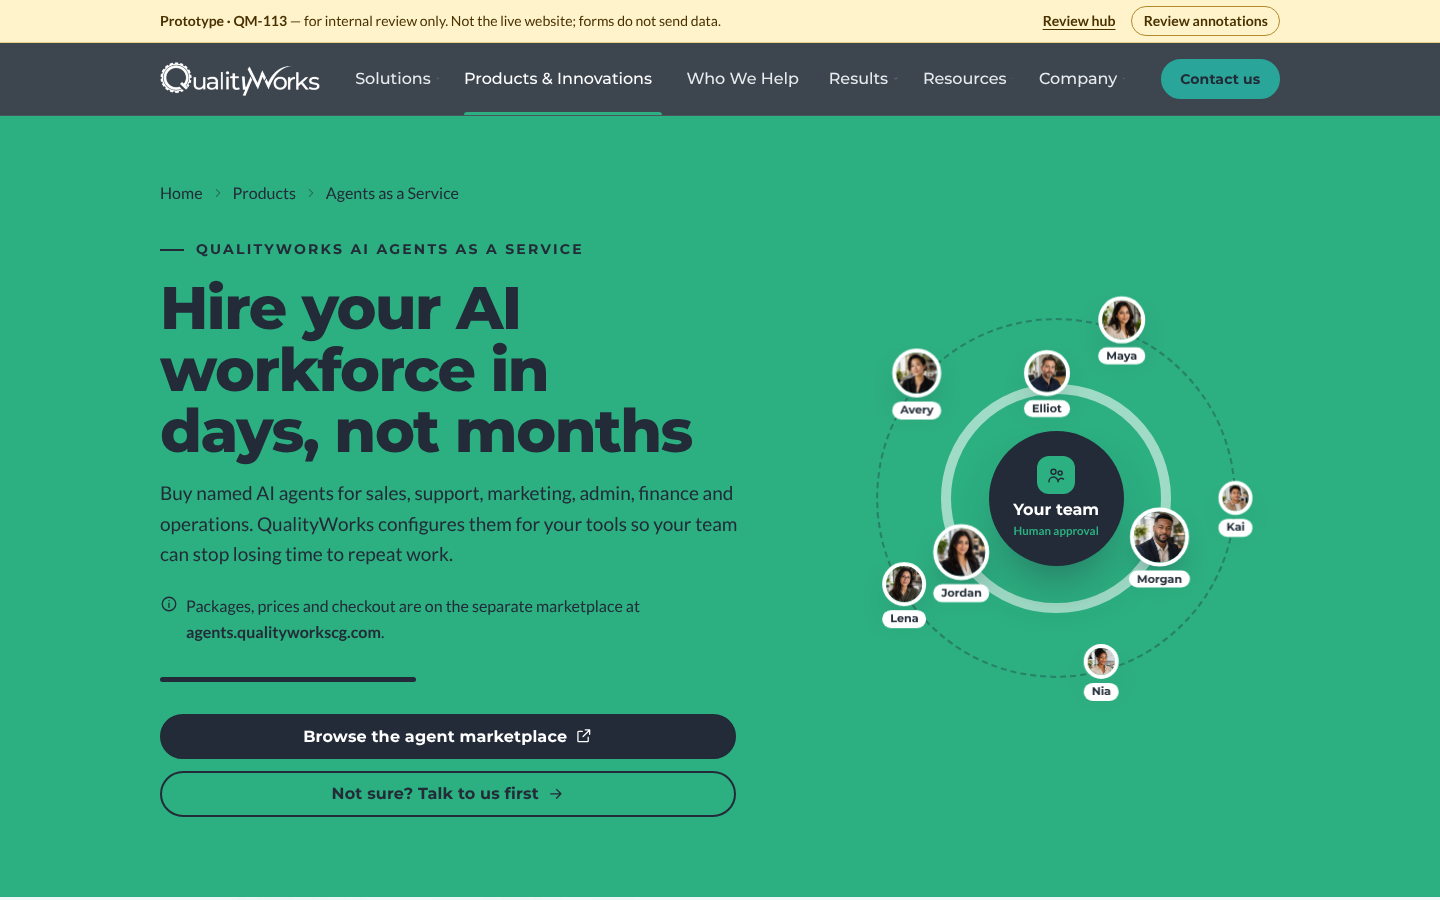 Prototype · QM-113 — for internal review only. Not the live website; forms do not send data.
Review hub
Review annotations
QualityWorks
Solutions
Products & Innovations
Who We Help
Results
Resources
Company
Contact us
Home
Products
Agents as a Service
QUALITYWORKS AI AGENTS AS A SERVICE
Hire your AI
workforce in
days, not months
Buy named AI agents for sales, support, marketing, admin, finance and
operations. QualityWorks configures them for your tools so your team
can stop losing time to repeat work.
Packages, prices and checkout are on the separate marketplace at
agents.qualityworkscg.com.
Browse the agent marketplace
Not sure? Talk to us first
Maya
Avery
Elliot
Your team
Human approval
Kai
Morgan
Jordan
Lena
Nia